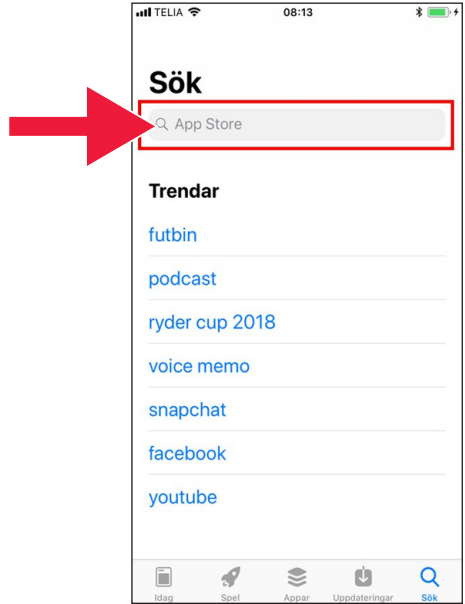 TELIA 08:13
Sök
App Store
Trendar
futbin
podcast
ryder cup 2018
voice memo
snapchat
facebook
youtube
Idag Spel Appar Uppdateringar Sök